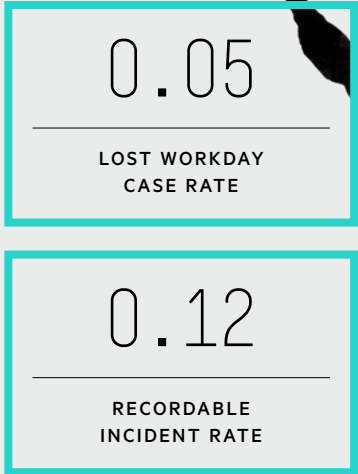 0.05
LOST WORKDAY
CASE RATE
0.12
RECORDABLE
INCIDENT RATE